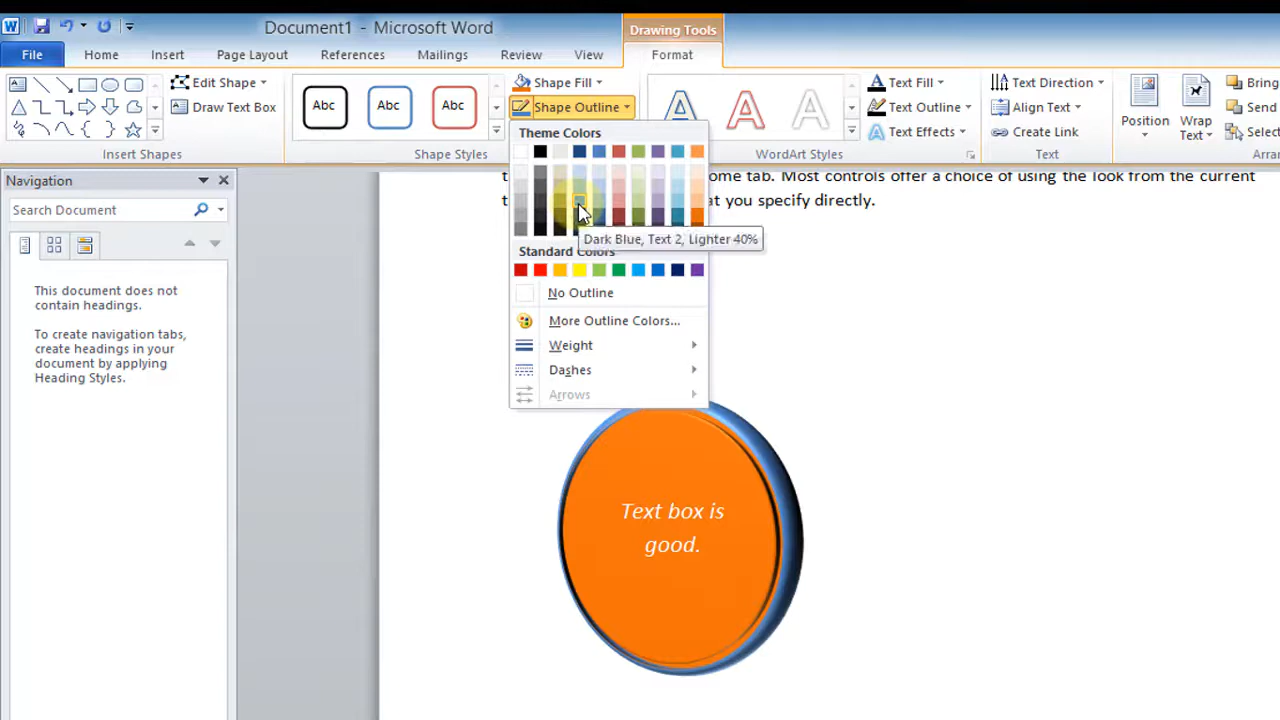 Document1 - Microsoft Word
Drawing Tools
File Home Insert Page Layout References Mailings Review View Format
Edit Shape
Draw Text Box
Insert Shapes
Abc Abc Abc
Shape Fill
Shape Outline
Shape Styles
Text Fill
Text Outline
Text Effects
WordArt Styles
Text Direction
Align Text
Create Link
Text
Position
Wrap
Text
Bring
Send
Selec
Arran
Navigation
Search Document
This document does not
contain headings.
To create navigation tabs,
create headings in your
document by applying
Heading Styles.
Theme Colors
Dark Blue, Text 2, Lighter 40%
Standard Colors
No Outline
More Outline Colors...
Weight
Dashes
Arrows
ome tab. Most controls offer a choice of using the look from the current
t you specify directly.
Text box is
good.